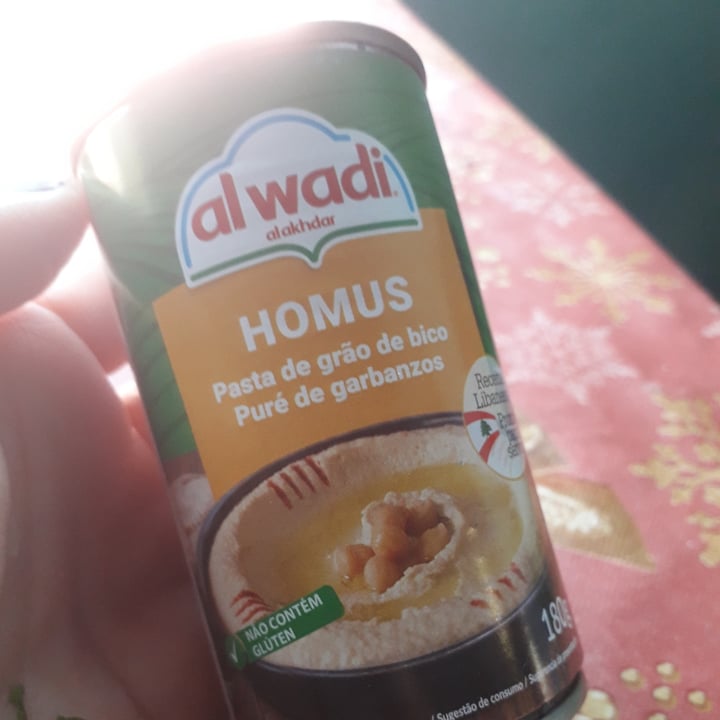 al wadi
al akhdar
HOMUS
Pasta de grão de bico
Puré de garbanzos
NÃO CONTÉM
GLÚTEN
180g
/ Sugestão de consumo /